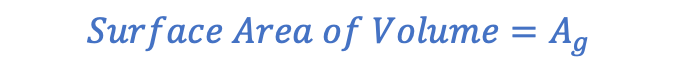 Surface Area of Volume = A_g